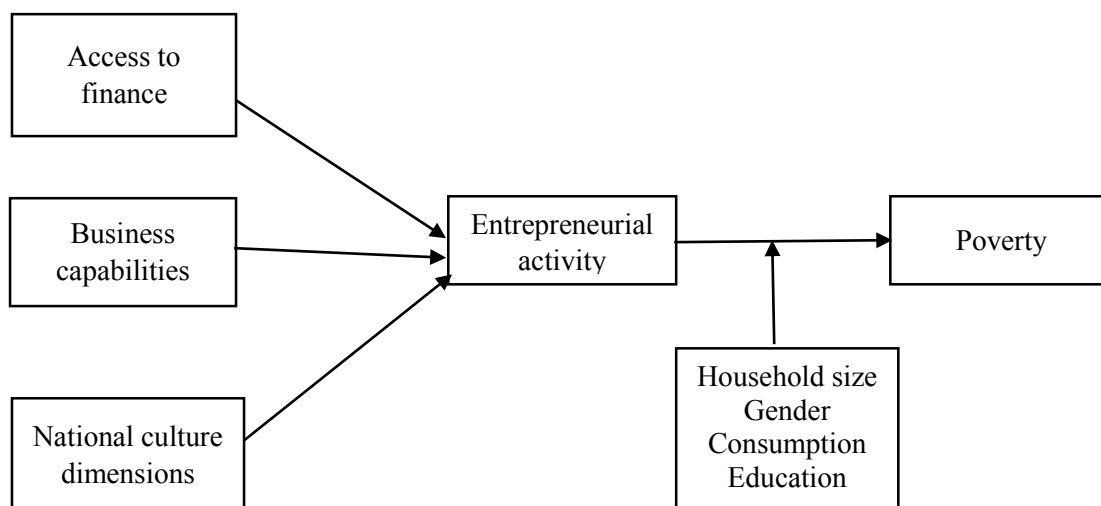 Access to
finance
Business
capabilities
National culture
dimensions
Entrepreneurial
activity
Poverty
Household size
Gender
Consumption
Education